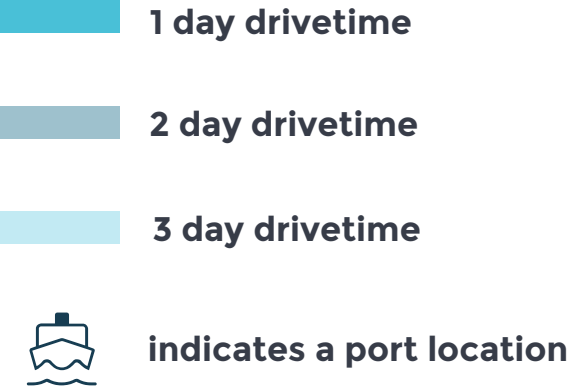 1 day drivetime
2 day drivetime
3 day drivetime
indicates a port location